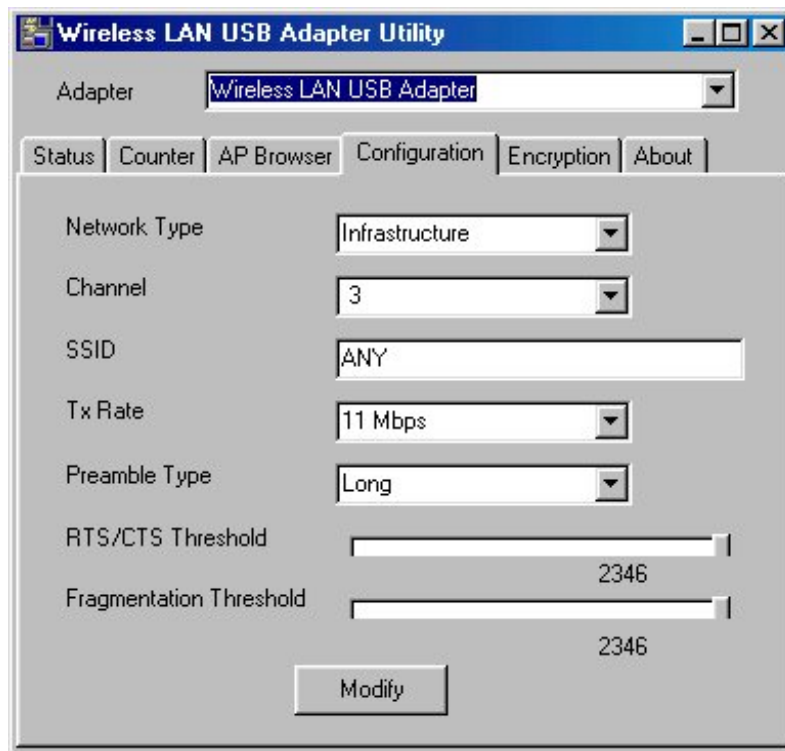 Wireless LAN USB Adapter Utility
Adapter Wireless LAN USB Adapter
Status Counter AP Browser Configuration Encryption About
Network Type Infrastructure
Channel 3
SSID ANY
Tx Rate 11 Mbps
Preamble Type Long
RTS/CTS Threshold
2346
Fragmentation Threshold
2346
Modify